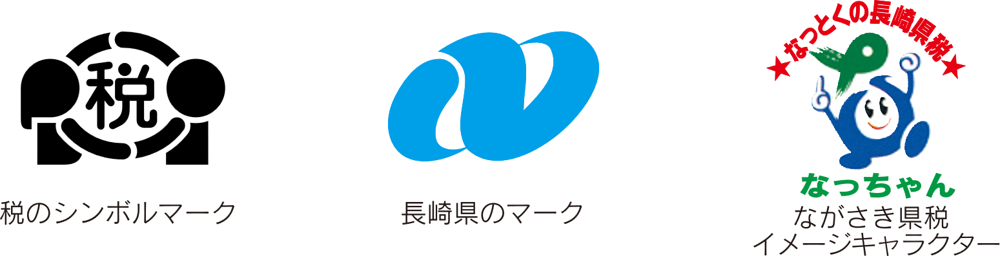 税
税のシンボルマーク
長崎県のマーク
★なっとくの長崎県税★
なっちゃん
ながさき県税
イメージキャラクター